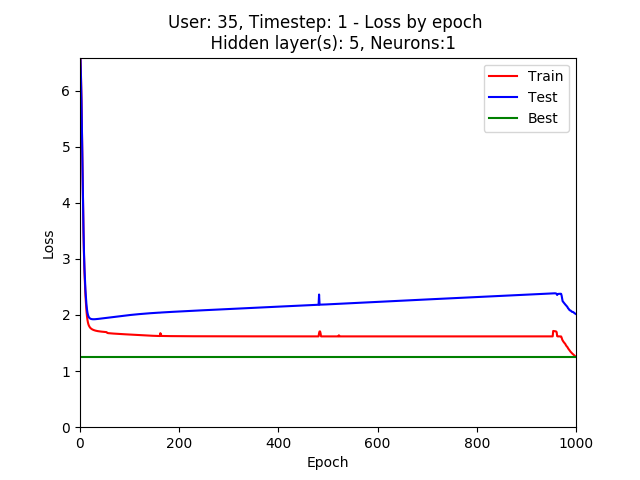 User: 35, Timestep: 1 - Loss by epoch
Hidden layer(s): 5, Neurons:1
Train
Test
Best
6
5
4
3
2
1
0
Loss
0 200 400 600 800 1000
Epoch